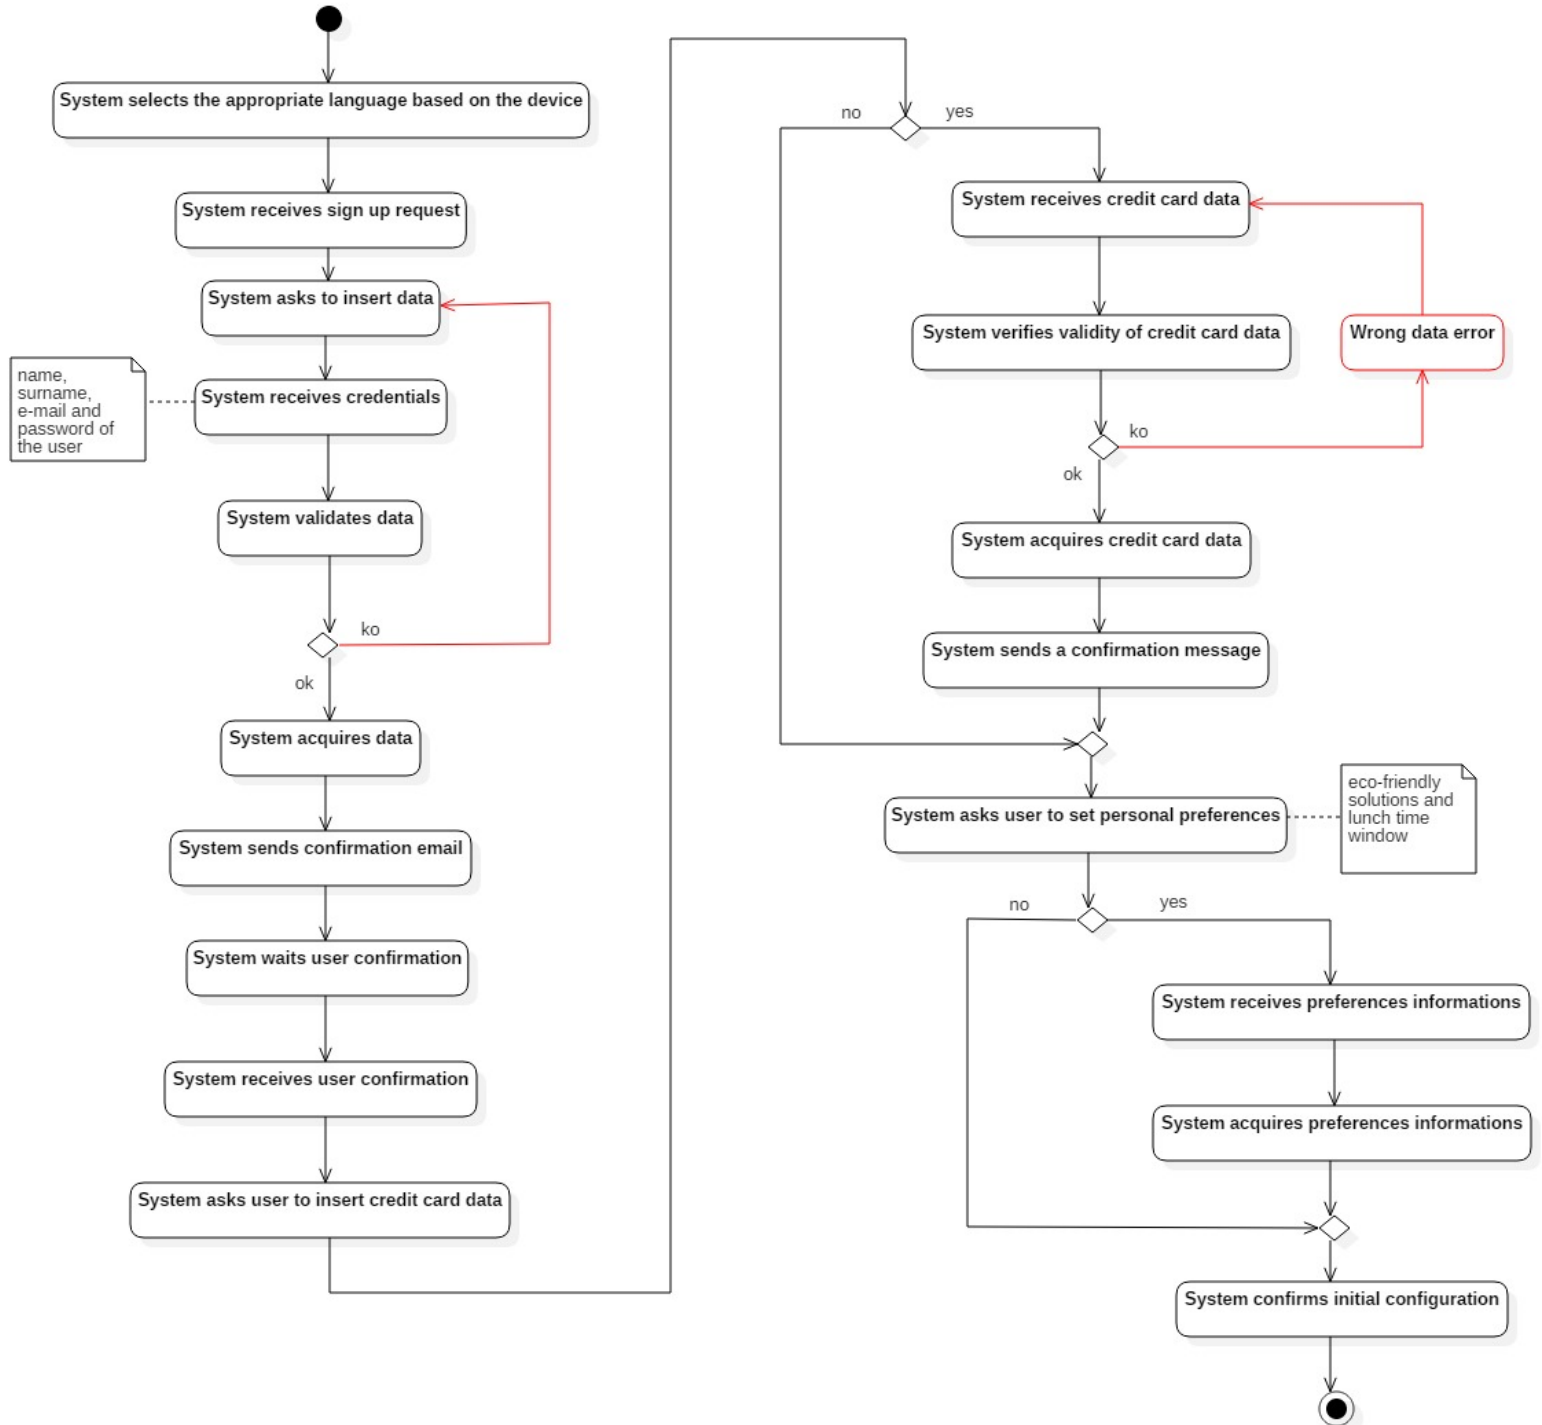 System selects the appropriate language based on the device
System receives sign up request
System asks to insert data
name,
surname,
e-mail and
password of
the user
System receives credentials
System validates data
ko
ok
System acquires data
System sends confirmation email
System waits user confirmation
System receives user confirmation
System asks user to insert credit card data
no
yes
System receives credit card data
System verifies validity of credit card data
Wrong data error
ko
ok
System acquires credit card data
System sends a confirmation message
System asks user to set personal preferences
eco-friendly
solutions and
lunch time
window
no
yes
System receives preferences informations
System acquires preferences informations
System confirms initial configuration